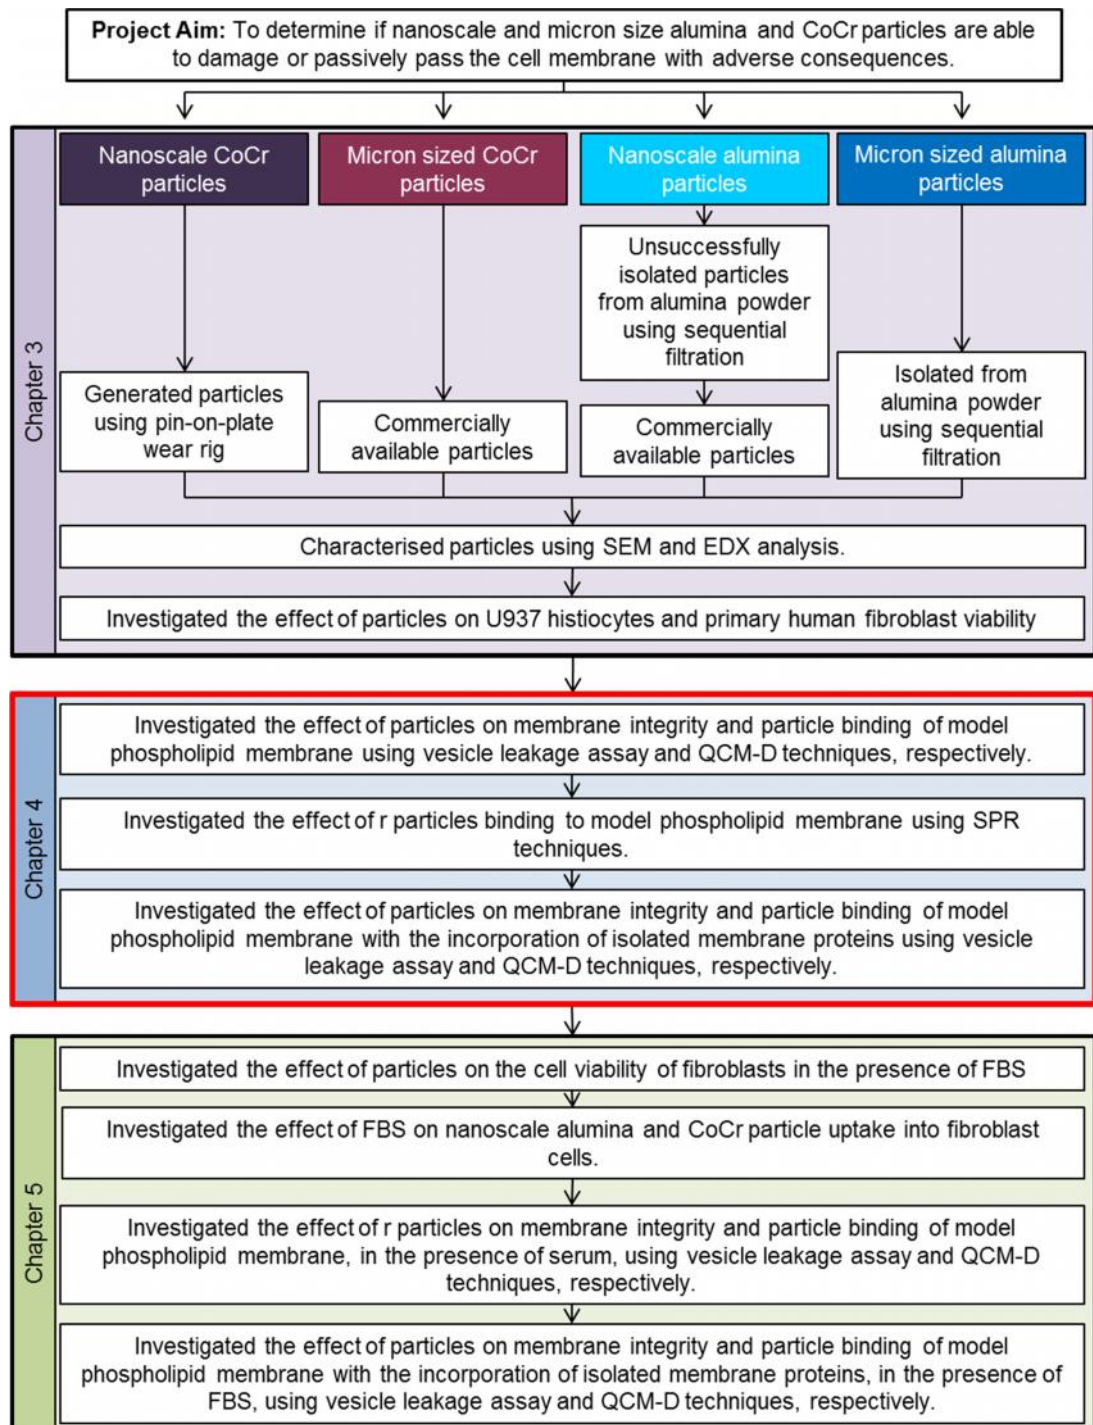 Project Aim: To determine if nanoscale and micron size alumina and CoCr particles are able
to damage or passively pass the cell membrane with adverse consequences.
Chapter 3
Nanoscale CoCr
particles
Micron sized CoCr
particles
Nanoscale alumina
particles
Micron sized alumina
particles
Unsuccessfully
isolated particles
from alumina powder
using sequential
filtration
Generated particles
using pin-on-plate
wear rig
Commercially
available particles
Commercially
available particles
Isolated from
alumina powder
using sequential
filtration
Characterised particles using SEM and EDX analysis.
Investigated the effect of particles on U937 histiocytes and primary human fibroblast viability
Chapter 4
Investigated the effect of particles on membrane integrity and particle binding of model
phospholipid membrane using vesicle leakage assay and QCM-D techniques, respectively.
Investigated the effect of r particles binding to model phospholipid membrane using SPR
techniques.
Investigated the effect of particles on membrane integrity and particle binding of model
phospholipid membrane with the incorporation of isolated membrane proteins using vesicle
leakage assay and QCM-D techniques, respectively.
Chapter 5
Investigated the effect of particles on the cell viability of fibroblasts in the presence of FBS
Investigated the effect of FBS on nanoscale alumina and CoCr particle uptake into fibroblast
cells.
Investigated the effect of r particles on membrane integrity and particle binding of model
phospholipid membrane, in the presence of serum, using vesicle leakage assay and QCM-D
techniques, respectively.
Investigated the effect of particles on membrane integrity and particle binding of model
phospholipid membrane with the incorporation of isolated membrane proteins, in the presence of
FBS, using vesicle leakage assay and QCM-D techniques, respectively.